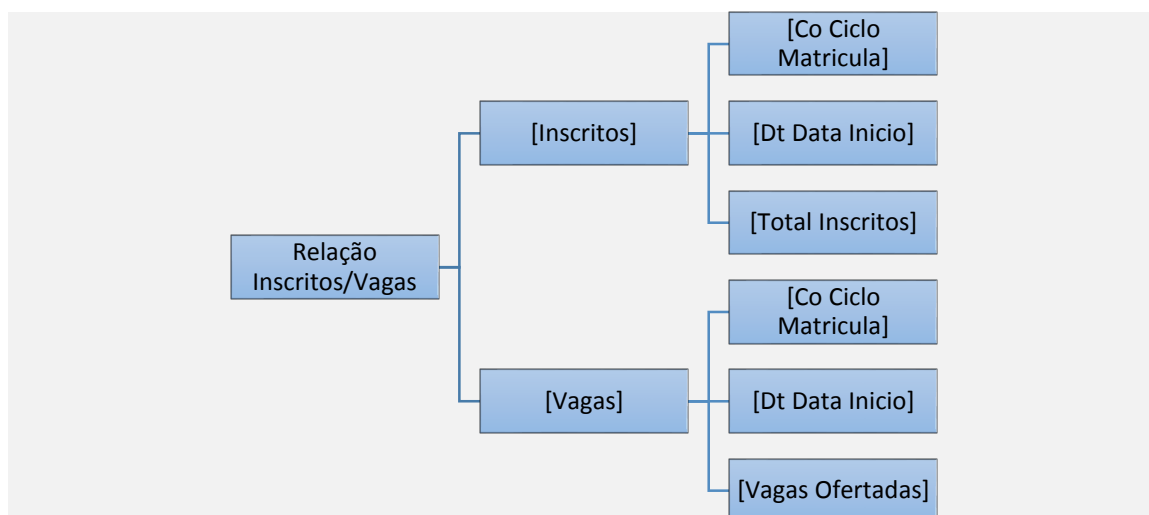 Relação
Inscritos/Vagas
[Inscritos]
[Co Ciclo
Matricula]
[Dt Data Inicio]
[Total Inscritos]
[Vagas]
[Co Ciclo
Matricula]
[Dt Data Inicio]
[Vagas Ofertadas]